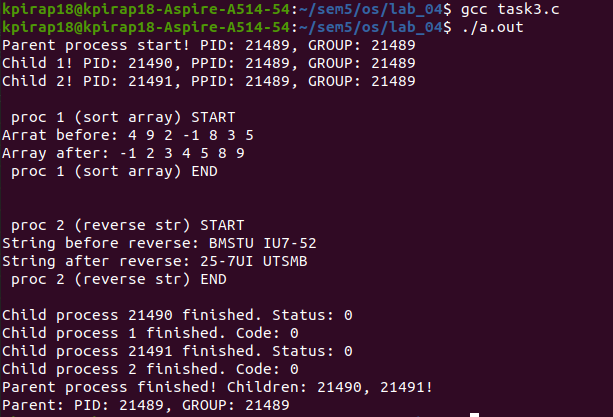 kpirap18@kpirap18-Aspire-A514-54:~/sem5/os/lab_04$ gcc task3.c
kpirap18@kpirap18-Aspire-A514-54:~/sem5/os/lab_04$ ./a.out
Parent process start! PID: 21489, GROUP: 21489
Child 1! PID: 21490, PPID: 21489, GROUP: 21489
Child 2! PID: 21491, PPID: 21489, GROUP: 21489
proc 1 (sort array) START
Arrat before: 4 9 2 -1 8 3 5
Array after: -1 2 3 4 5 8 9
proc 1 (sort array) END
proc 2 (reverse str) START
String before reverse: BMSTU IU7-52
String after reverse: 25-7UI UTSMB
proc 2 (reverse str) END
Child process 21490 finished. Status: 0
Child process 1 finished. Code: 0
Child process 21491 finished. Status: 0
Child process 2 finished. Code: 0
Parent process finished! Children: 21490, 21491!
Parent: PID: 21489, GROUP: 21489